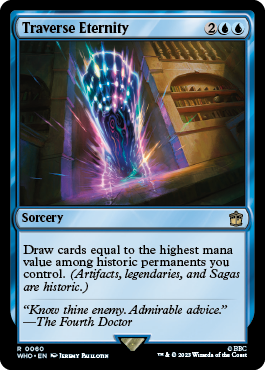 Traverse Eternity 2
Sorcery
Draw cards equal to the highest mana
value among historic permanents you
control. (Artifacts, legendaries, and Sagas
are historic.)
“Know thine enemy. Admirable advice.”
—The Fourth Doctor
R 0060
WHO • EN Jeremy Paillotin
© BBC
™ & © 2023 Wizards of the Coast